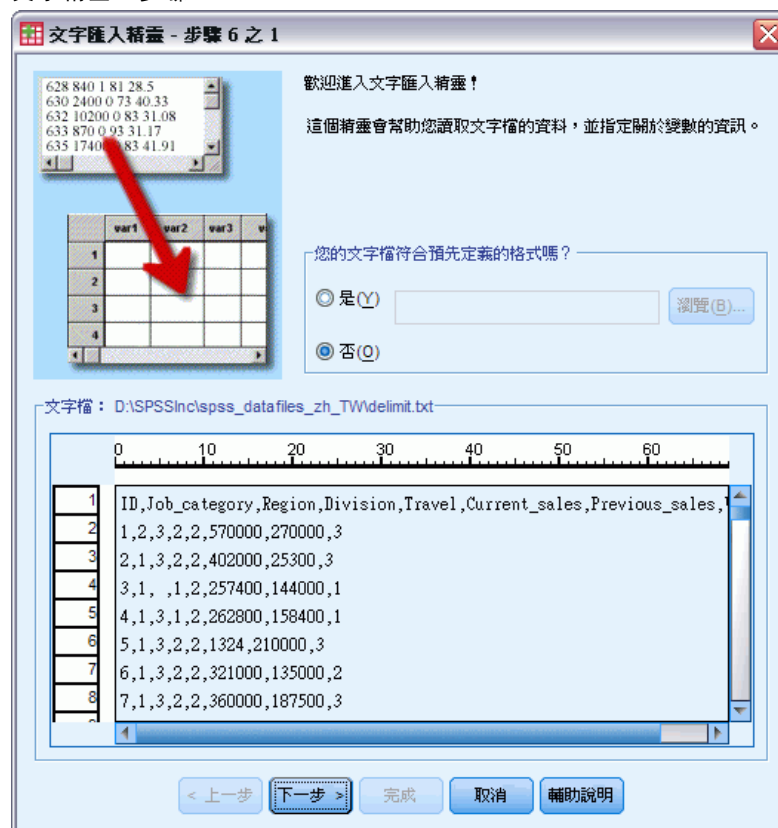 文字匯入精靈 - 步驟 6 之 1
628 840 1 81 28.5
630 2400 0 73 40.33
632 10200 0 83 31.08
633 870 0 93 31.17
635 1740 0 83 41.91
歡迎進入文字匯入精靈！
這個精靈會幫助您讀取文字檔的資料，並指定關於變數的資訊。
var1 var2 var3
1
2
3
4
您的文字檔符合預先定義的格式嗎？
是(Y)
瀏覽(B)...
否(O)
文字檔： D:\SPSSInc\spss_datafiles_zh_TW\delimit.txt
0 10 20 30 40 50 60
1 ID,Job_category,Region,Division,Travel,Current_sales,Previous_sales,
2 1,2,3,2,2,570000,270000,3
3 2,1,3,2,2,402000,25300,3
4 3,1, ,1,2,257400,144000,1
5 4,1,3,1,2,262800,158400,1
6 5,1,3,2,2,1324,210000,3
7 6,1,3,2,2,321000,135000,2
8 7,1,3,2,2,360000,187500,3
< 上一步 下一步 > 完成 取消 輔助說明